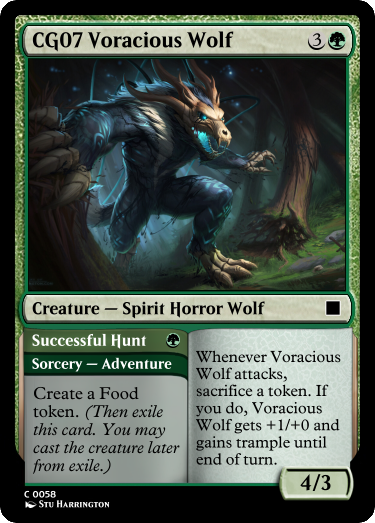 CG07 Voracious Wolf 3
Creature — Spirit Horror Wolf
Successful Hunt
Sorcery — Adventure
Create a Food
token. (Then exile
this card. You may
cast the creature later
from exile.)
Whenever Voracious
Wolf attacks,
sacrifice a token. If
you do, Voracious
Wolf gets +1/+0 and
gains trample until
end of turn.
4/3
C 0058
Stu Harrington